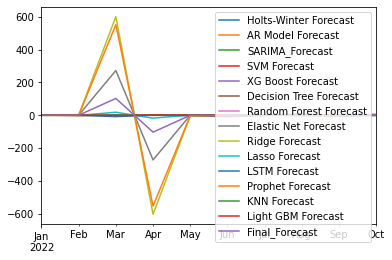 600
400
200
0
−200
−400
−600
Jan
2022
Feb
Mar
Apr
May
Jun
Sep
Oct
Holts-Winter Forecast
AR Model Forecast
SARIMA_Forecast
SVM Forecast
XG Boost Forecast
Decision Tree Forecast
Random Forest Forecast
Elastic Net Forecast
Ridge Forecast
Lasso Forecast
LSTM Forecast
Prophet Forecast
KNN Forecast
Light GBM Forecast
Final_Forecast